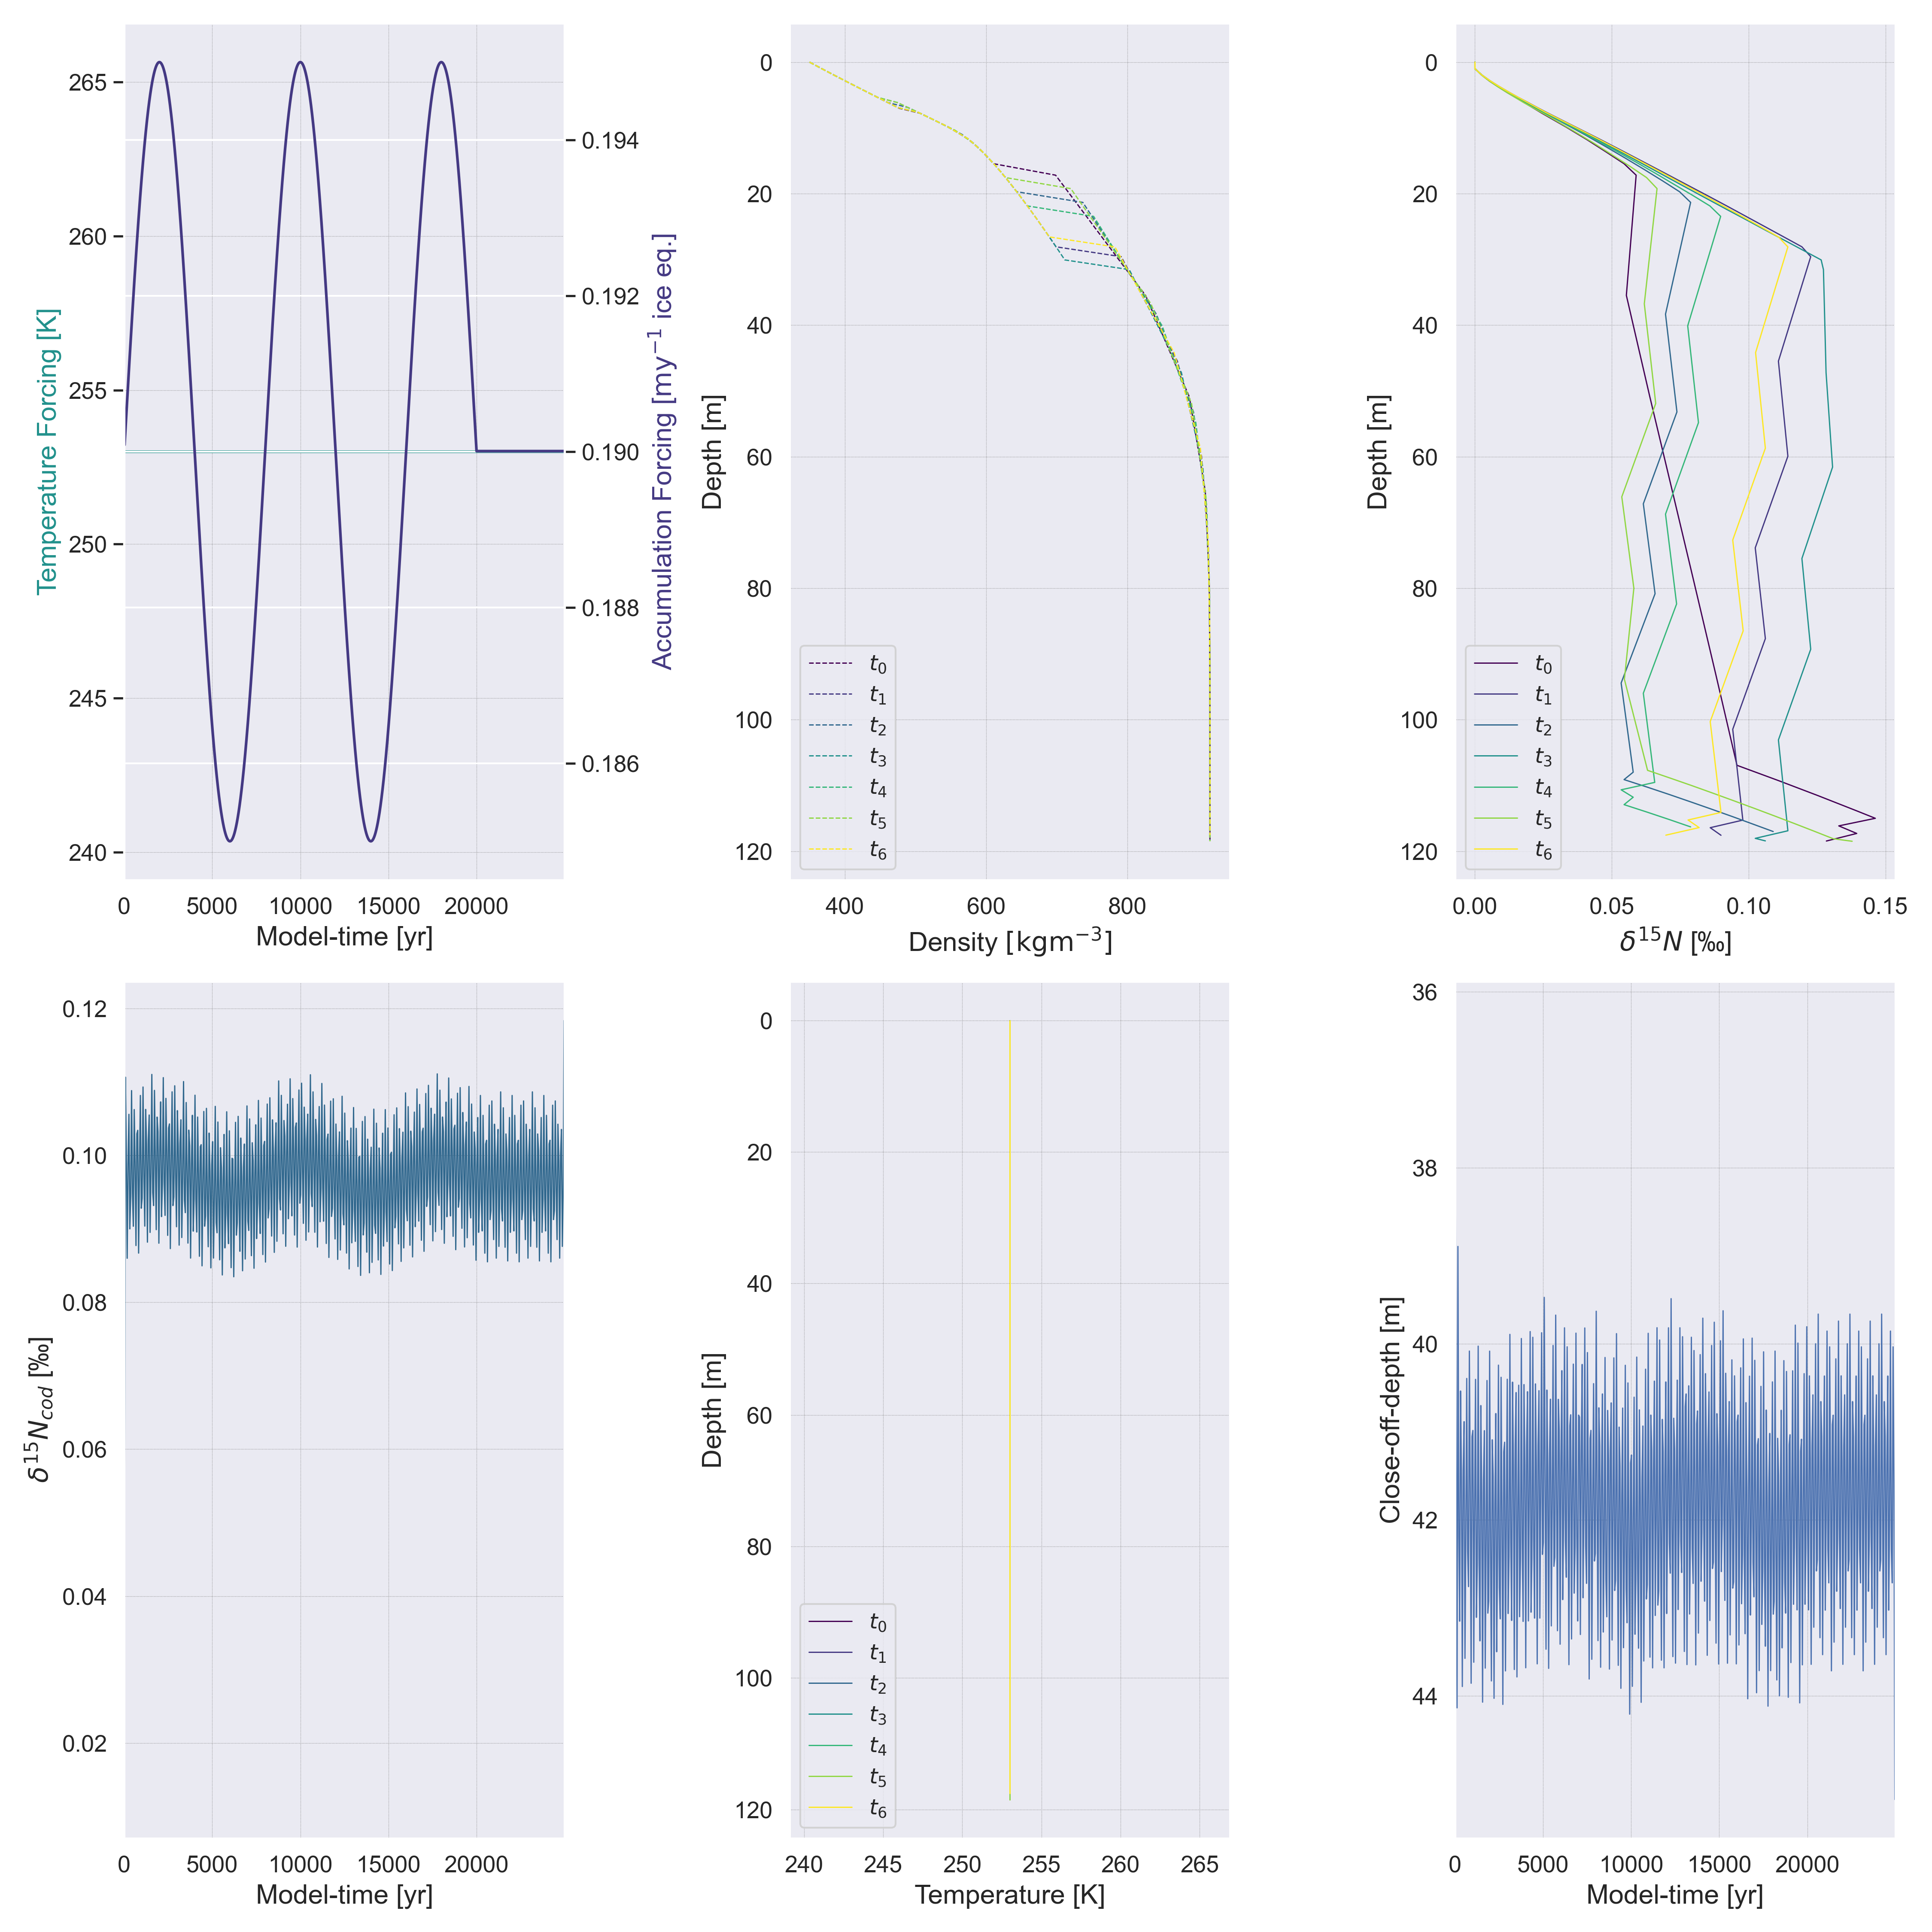 265
260
255
250
245
240
Temperature Forcing [K]
0.194
0.192
0.190
0.188
0.186
Accumulation Forcing [my⁻¹ ice eq.]
0 5000 10000 15000 20000
Model-time [yr]
0
20
40
60
80
100
120
Depth [m]
t₀
t₁
t₂
t₃
t₄
t₅
t₆
400 600 800
Density [kgm⁻³]
0
20
40
60
80
100
120
Depth [m]
t₀
t₁
t₂
t₃
t₄
t₅
t₆
0.00 0.05 0.10 0.15
δ¹⁵N [‰]
0.12
0.10
0.08
0.06
0.04
0.02
δ¹⁵N_cod [‰]
0 5000 10000 15000 20000
Model-time [yr]
0
20
40
60
80
100
120
Depth [m]
t₀
t₁
t₂
t₃
t₄
t₅
t₆
240 245 250 255 260 265
Temperature [K]
36
38
40
42
44
Close-off-depth [m]
0 5000 10000 15000 20000
Model-time [yr]